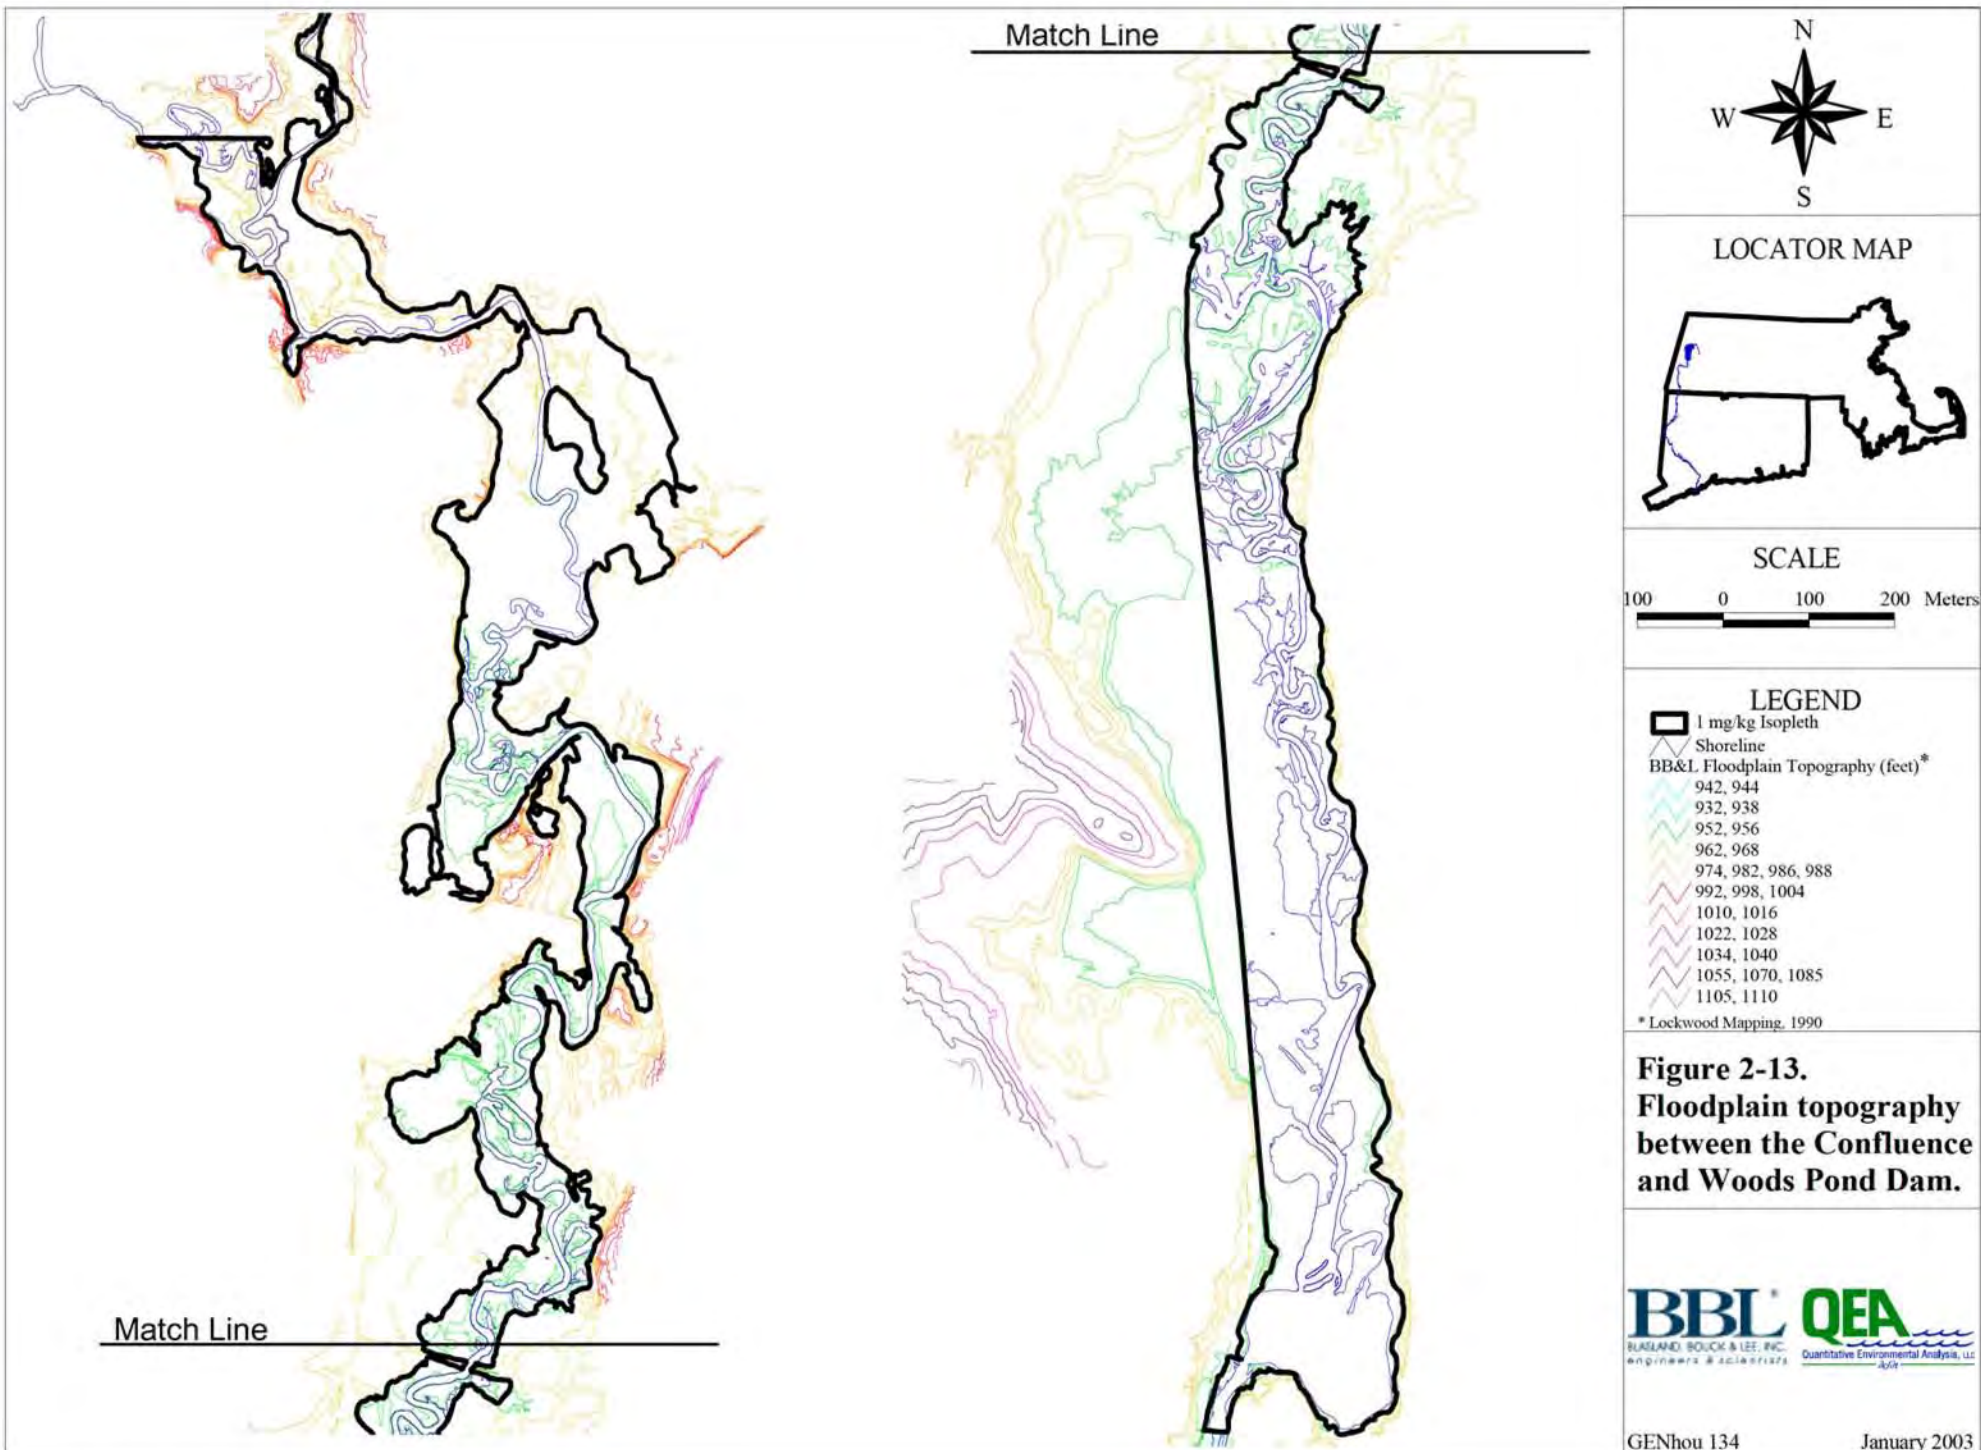 Match Line
Match Line
N
W
E
S
LOCATOR MAP
SCALE
100 0 100 200 Meters
LEGEND
1 mg/kg Isopleth
Shoreline
BB&L Floodplain Topography (feet)*
942, 944
932, 938
952, 956
962, 968
974, 982, 986, 988
992, 998, 1004
1010, 1016
1022, 1028
1034, 1040
1055, 1070, 1085
1105, 1110
* Lockwood Mapping, 1990
Figure 2-13.
Floodplain topography
between the Confluence
and Woods Pond Dam.
BBL®
BLASLAND, BOUCK & LEE, INC.
engineers & scientists
QEA
Quantitative Environmental Analysis, LLC
GENhou 134
January 2003